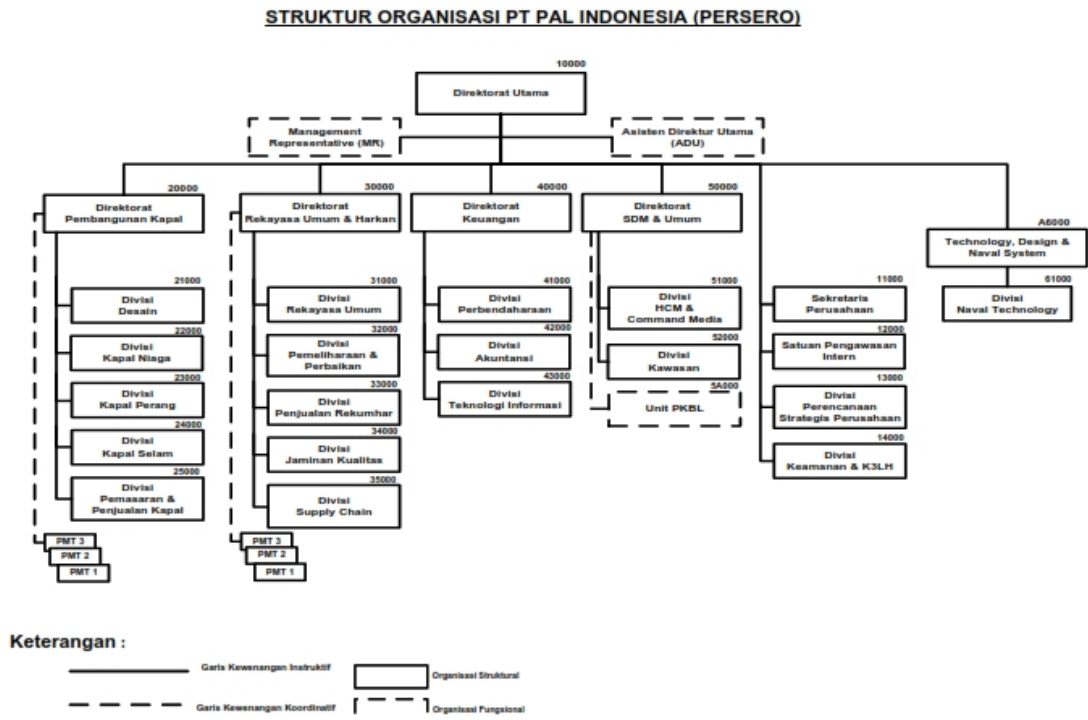 STRUKTUR ORGANISASI PT PAL INDONESIA (PERSERO)
10000
Direktorat Utama
Management
Representative (MR)
Asisten Direktur Utama
(ADU)
20000
Direktorat
Pembangunan Kapal
30000
Direktorat
Rekayasa Umum & Harkan
40000
Direktorat
Keuangan
50000
Direktorat
SDM & Umum
A6000
Technology, Design &
Naval System
21000
Divisi
Desain
22000
Divisi
Kapal Niaga
23000
Divisi
Kapal Perang
24000
Divisi
Kapal Selam
25000
Divisi
Pemasaran &
Penjualan Kapal
PMT 3
PMT 2
PMT 1
31000
Divisi
Rekayasa Umum
32000
Divisi
Pemeliharaan &
Perbaikan
33000
Divisi
Penjualan Rekumhar
34000
Divisi
Jaminan Kualitas
35000
Divisi
Supply Chain
PMT 3
PMT 2
PMT 1
41000
Divisi
Perbendaharaan
42000
Divisi
Akuntansi
43000
Divisi
Teknologi Informasi
51000
Divisi
HCM &
Command Media
52000
Divisi
Kawasan
5A000
Unit PKBL
11000
Sekretaris
Perusahaan
12000
Satuan Pengawasan
Intern
13000
Divisi
Perencanaan
Strategis Perusahaan
14000
Divisi
Keamanan & K3LH
61000
Divisi
Naval Technology
Keterangan :
Garis Kewenangan Instruktif
Organisasi Struktural
Garis Kewenangan Koordinatif
Organisasi Fungsional